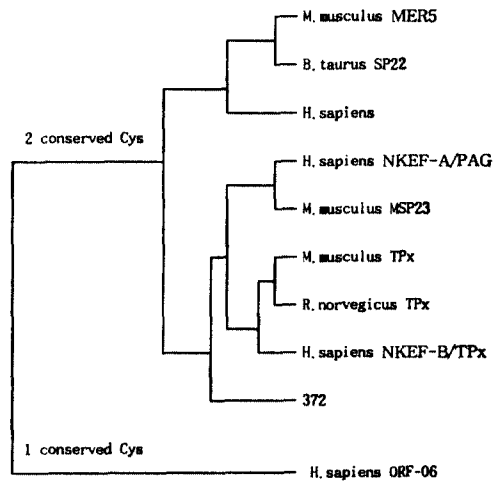 M.musculus MER5
B.taurus SP22
H.sapiens
2 conserved Cys
H.sapiens NKEF-A/PAG
M.musculus MSP23
M.musculus TPx
R.norvegicus TPx
H.sapiens NKEF-B/TPx
372
1 conserved Cys
H.sapiens ORF-06